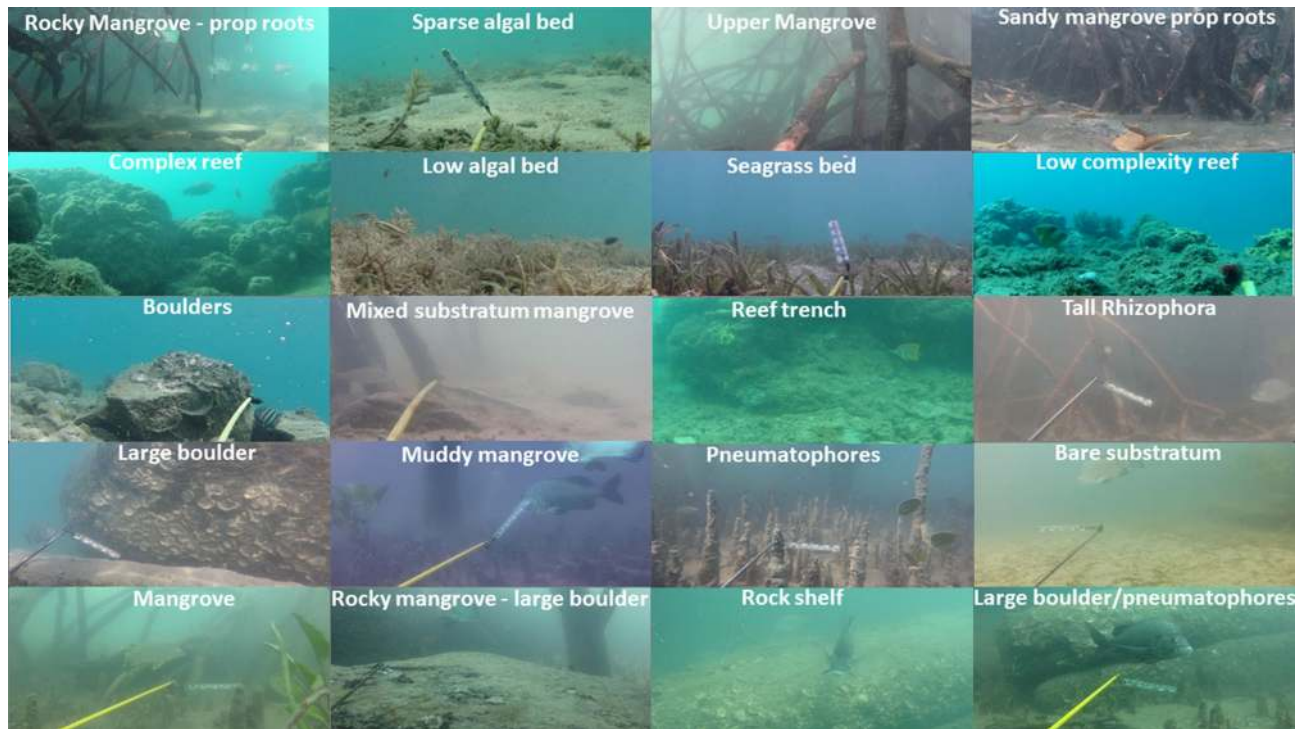 Rocky Mangrove - prop roots
Sparse algal bed
Upper Mangrove
Sandy mangrove prop roots
Complex reef
Low algal bed
Seagrass bed
Low complexity reef
Boulders
Mixed substratum mangrove
Reef trench
Tall Rhizophora
Large boulder
Muddy mangrove
Pneumatophores
Bare substratum
Mangrove
Rocky mangrove - large boulder
Rock shelf
Large boulder/pneumatophores